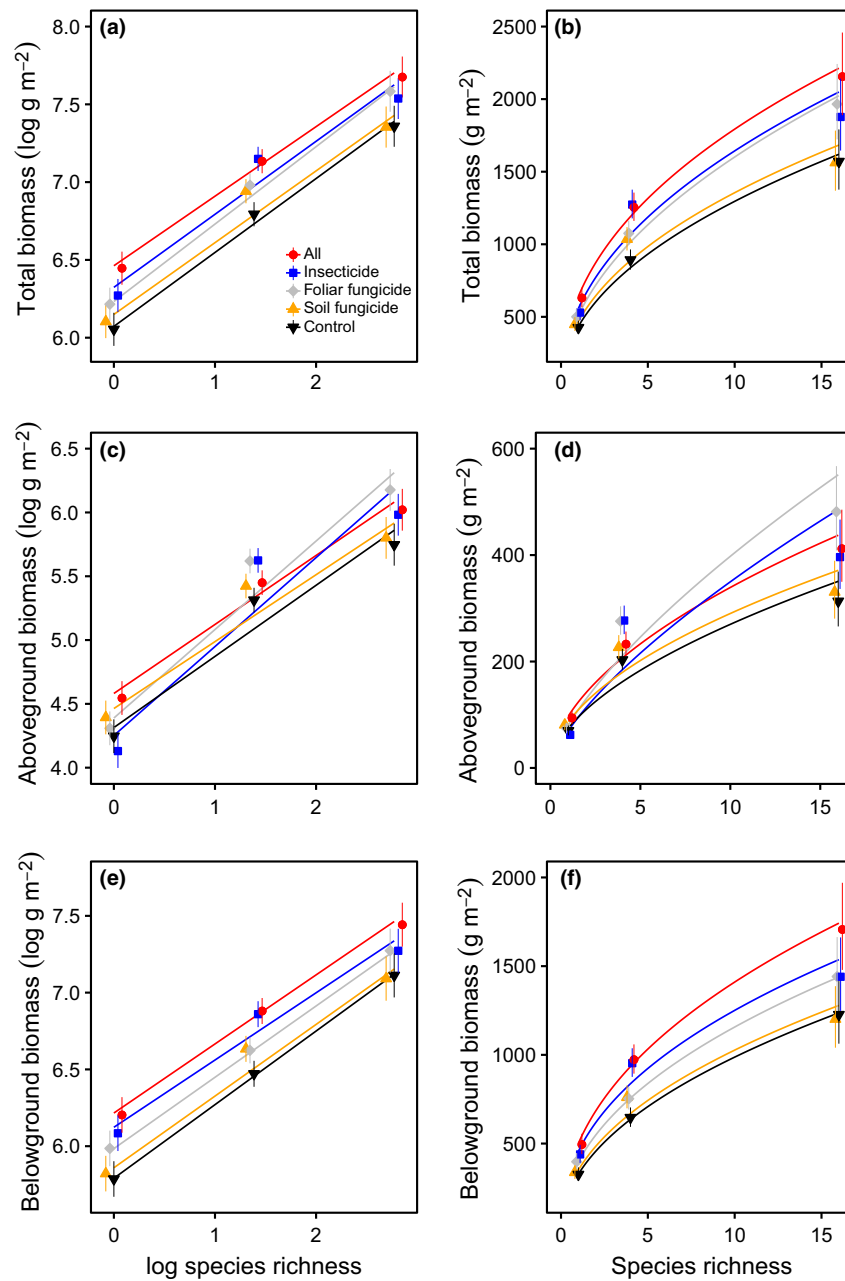 (a)
Total biomass (log g m⁻²)
8.0
7.5
7.0
6.5
6.0
0
1
2
All
Insecticide
Foliar fungicide
Soil fungicide
Control
(b)
Total biomass (g m⁻²)
2500
2000
1500
1000
500
0
5
10
15
(c)
Aboveground biomass (log g m⁻²)
6.5
6.0
5.5
5.0
4.5
4.0
0
1
2
(d)
Aboveground biomass (g m⁻²)
600
400
200
0
0
5
10
15
(e)
Belowground biomass (log g m⁻²)
7.5
7.0
6.5
6.0
0
1
2
log species richness
(f)
Belowground biomass (g m⁻²)
2000
1500
1000
500
0
5
10
15
Species richness